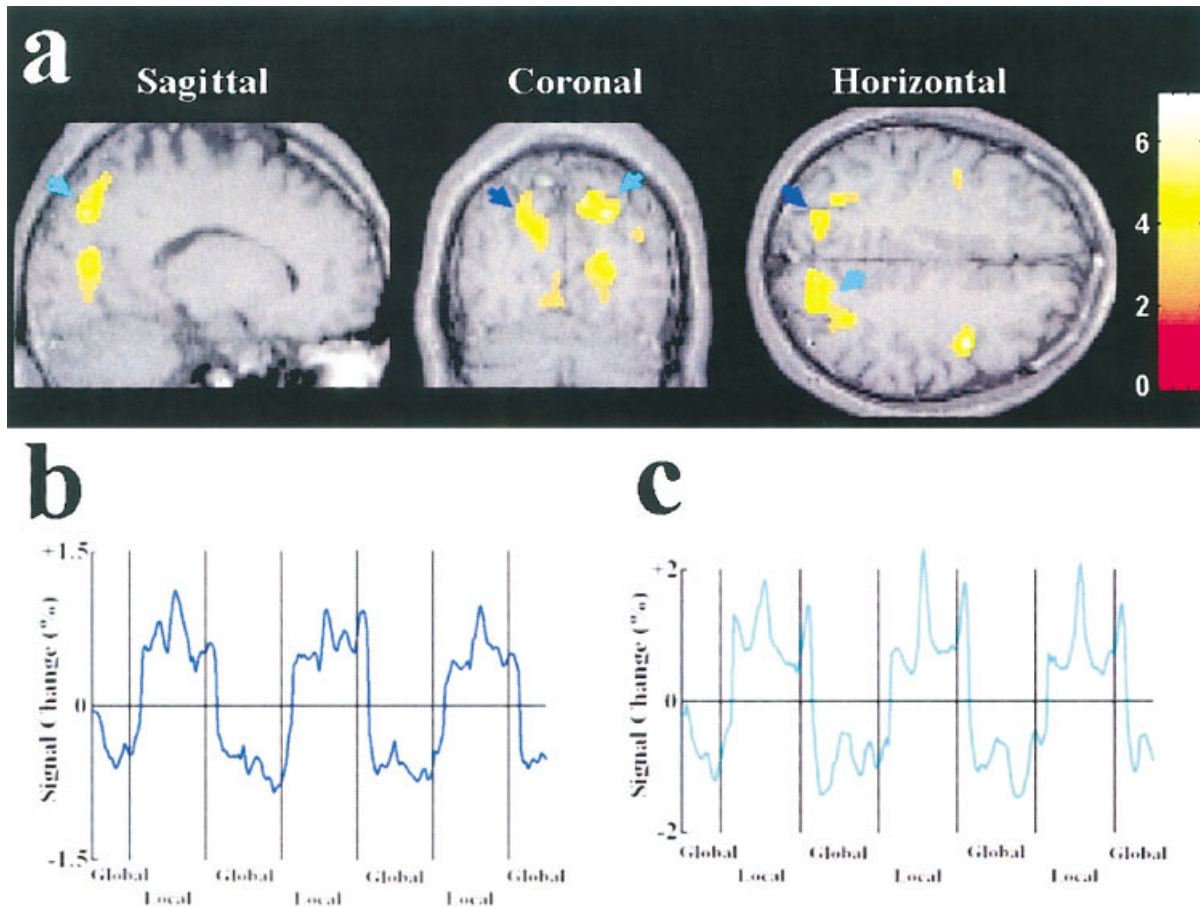 a
Sagittal
Coronal
Horizontal
6
4
2
0
b
c
+1.5
0
-1.5
Signal Change (%)
Global Global Global Global
Local Local Local
+2
0
-2
Signal Change (%)
Global Global Global Global
Local Local Local